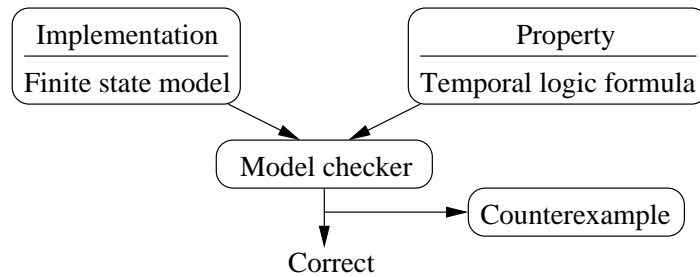 Implementation
Finite state model
Property
Temporal logic formula
Model checker
Counterexample
Correct